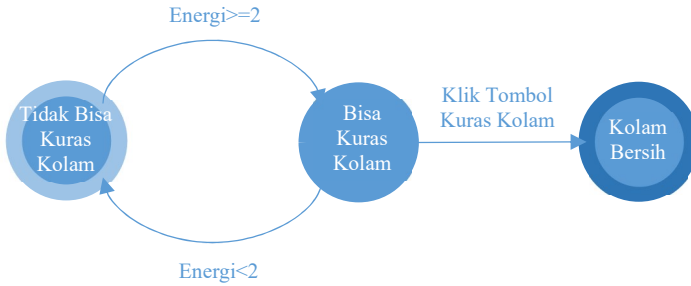 Energi>=2
Tidak Bisa
Kuras
Kolam
Bisa
Kuras
Kolam
Klik Tombol
Kuras Kolam
Kolam
Bersih
Energi<2